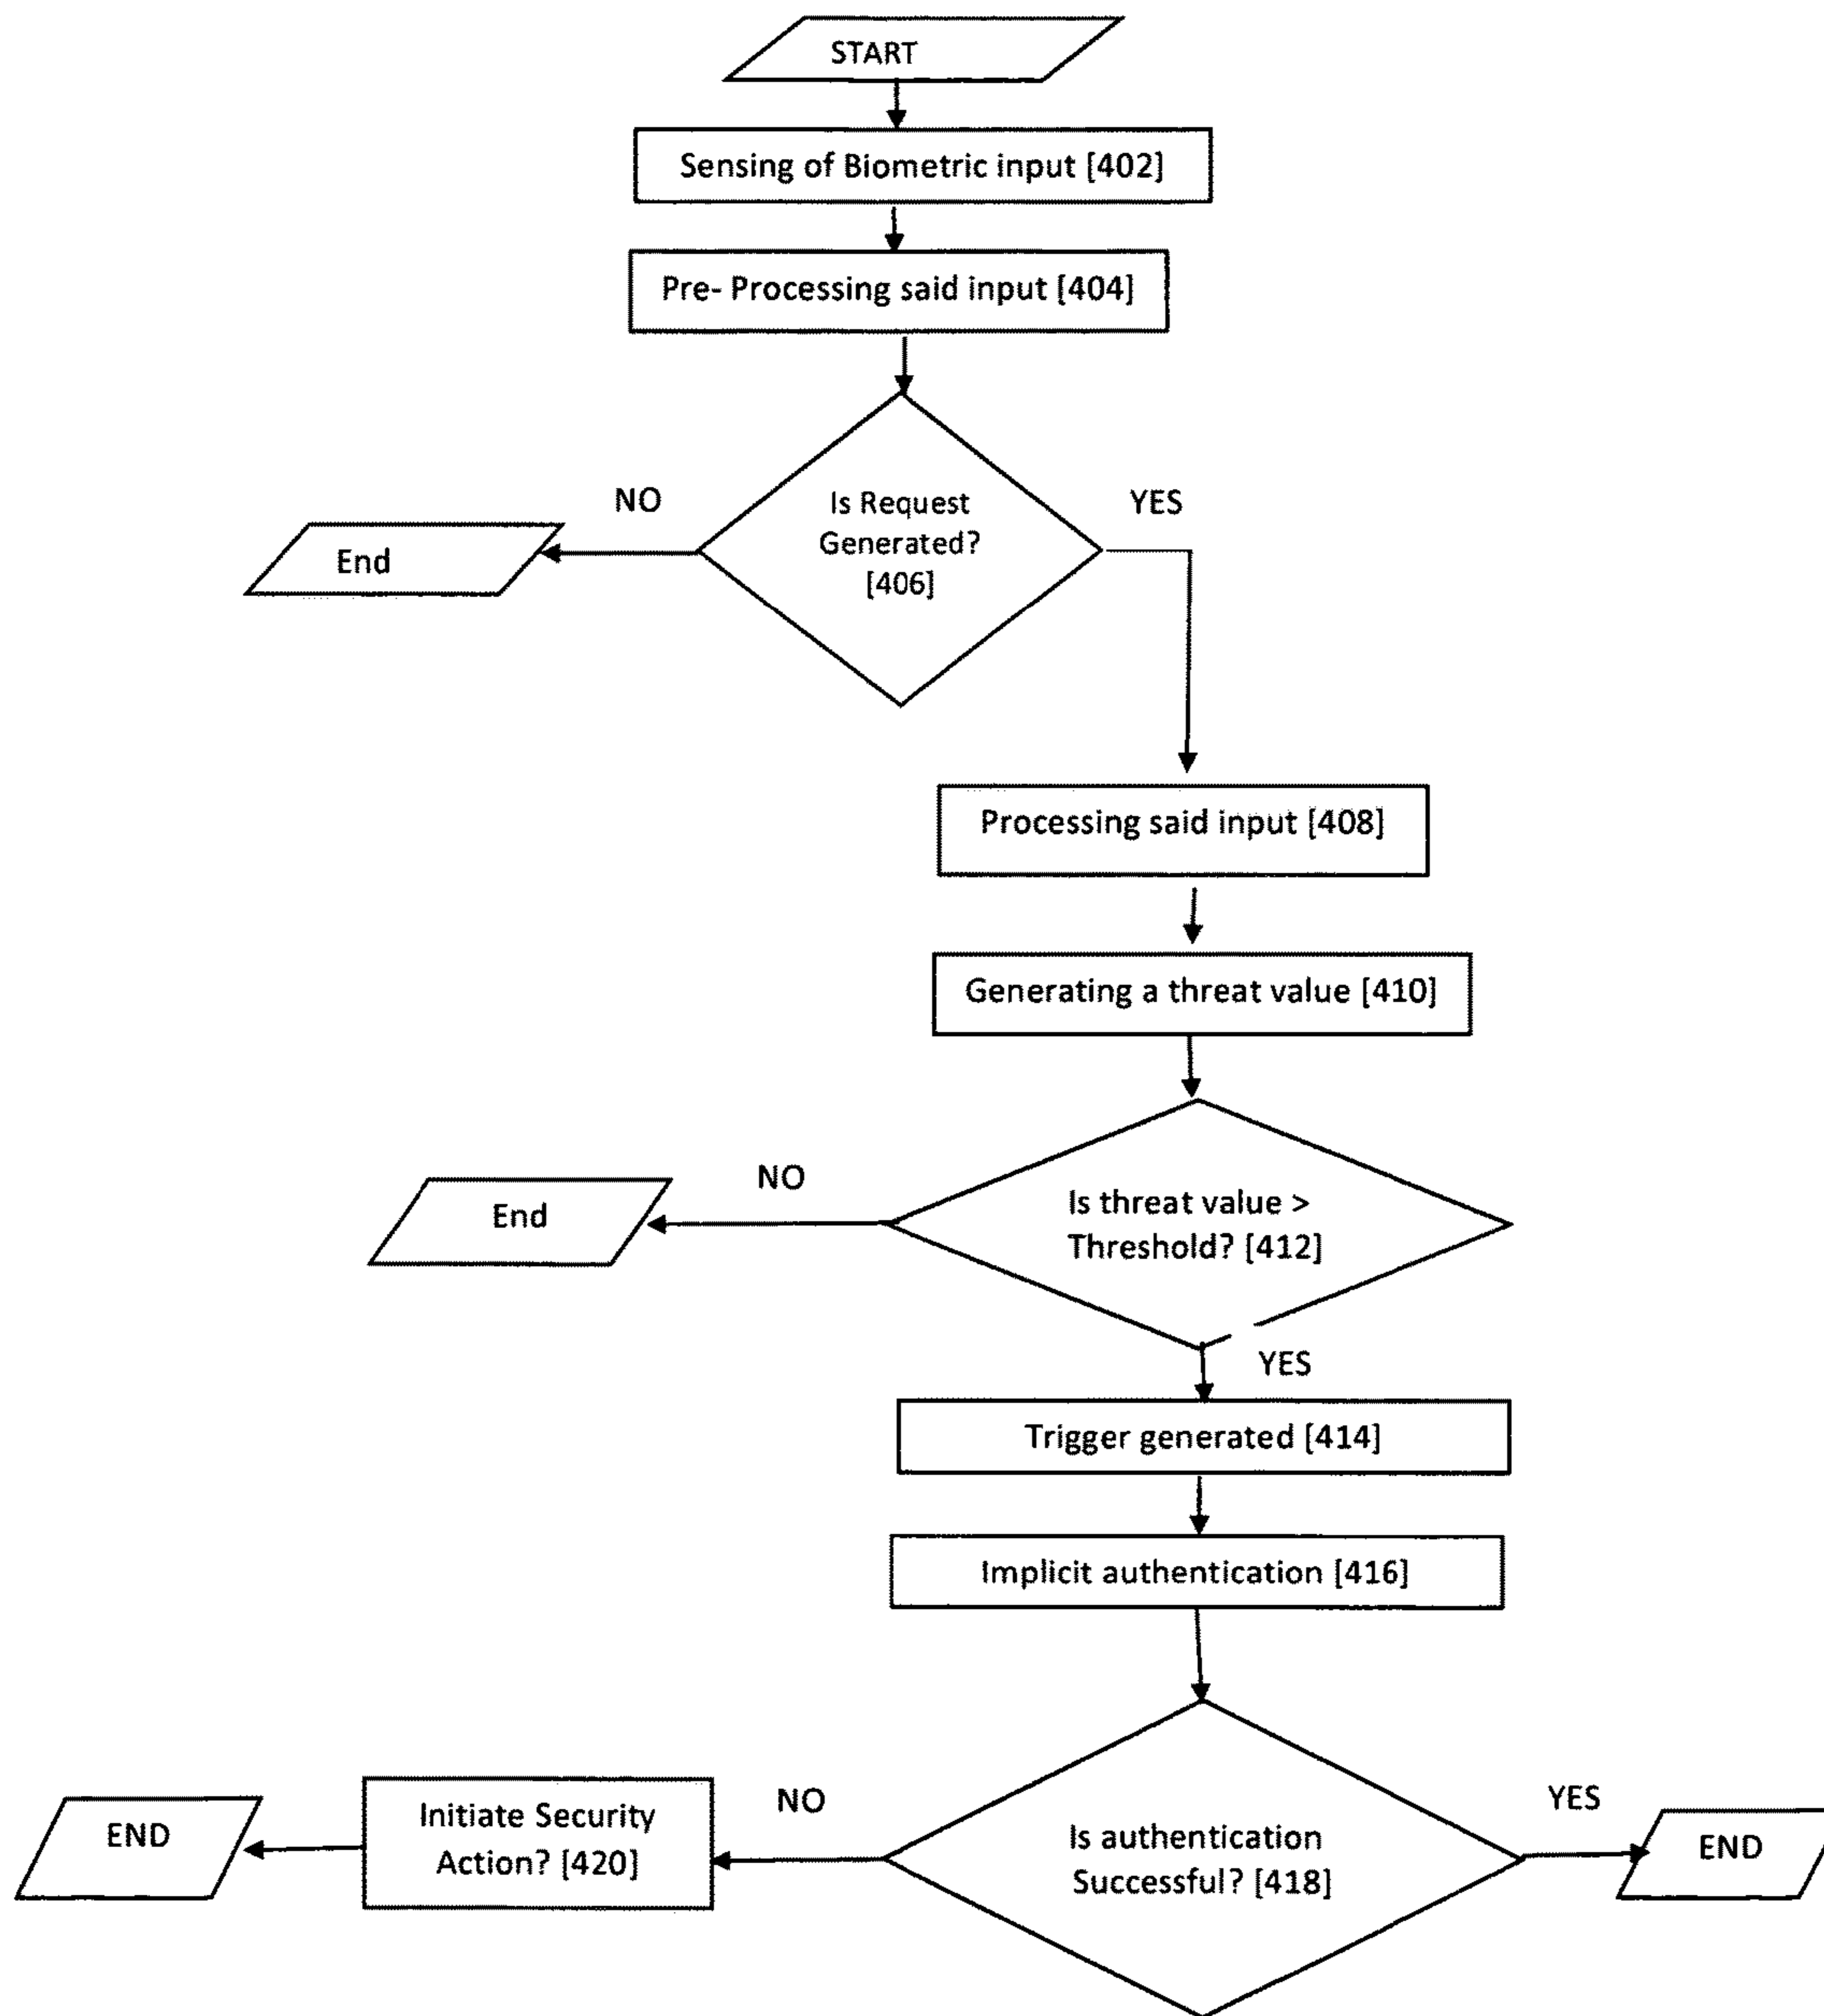 START
Sensing of Biometric input [402]
Pre- Processing said input [404]
NO
YES
Is Request
Generated?
[406]
End
Processing said input [408]
Generating a threat value [410]
NO
Is threat value >
Threshold? [412]
End
YES
Trigger generated [414]
Implicit authentication [416]
NO
YES
END
Initiate Security
Action? [420]
Is authentication
Successful? [418]
END